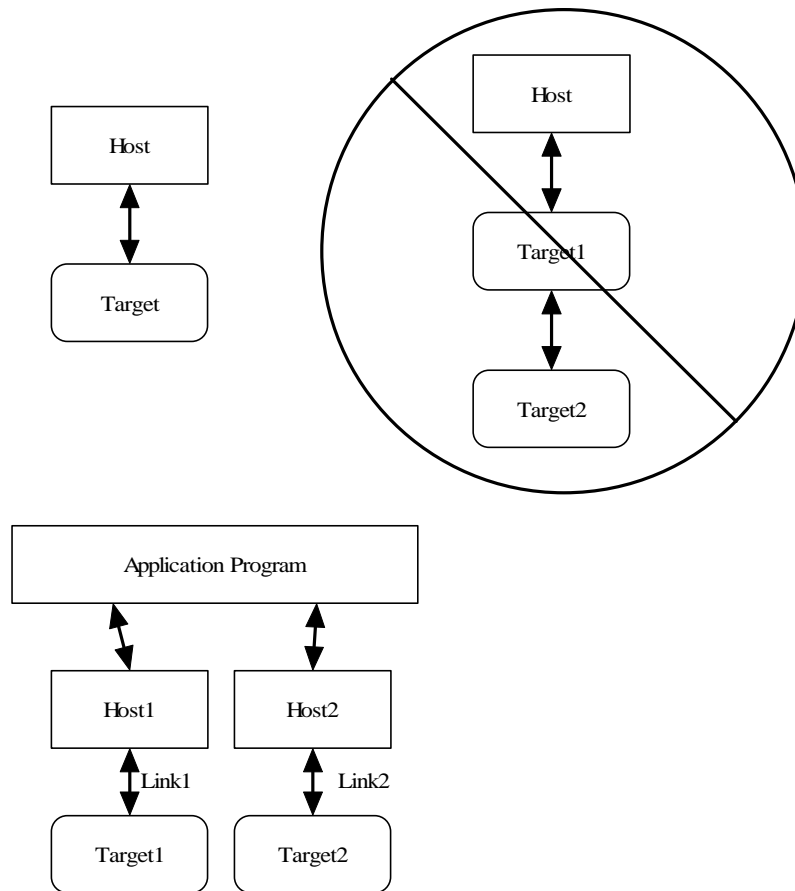 Host
Target
Host
Target1
Target2
Application Program
Host1
Host2
Link1
Link2
Target1
Target2